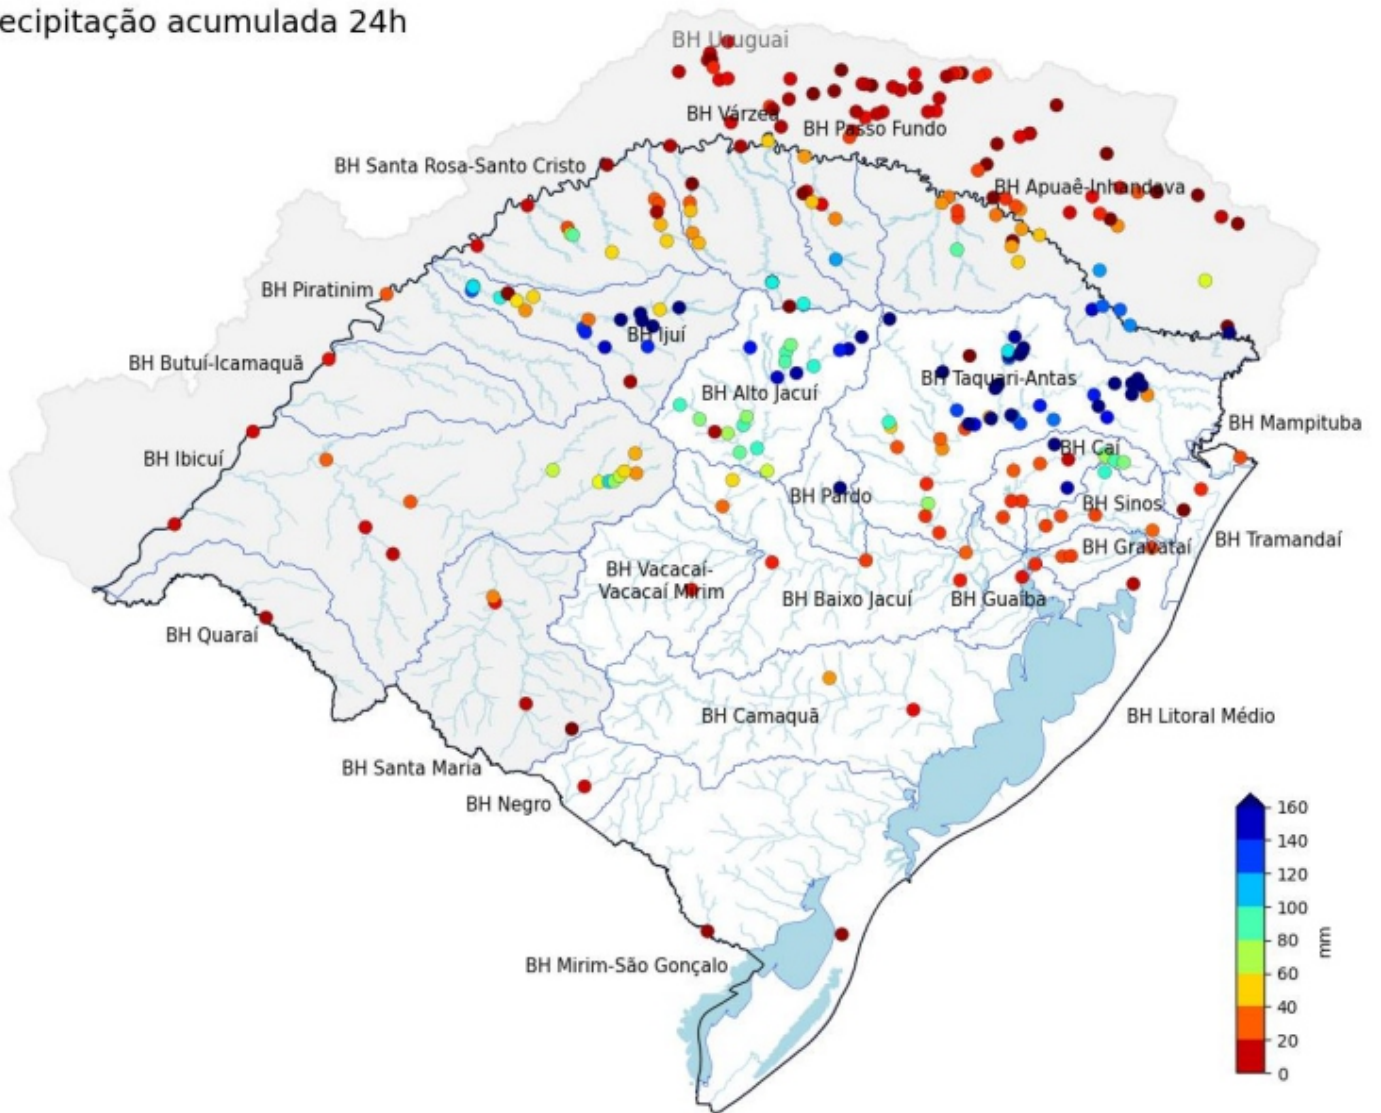 ecipitação acumulada 24h
BH Uruguai
BH Várzea
BH Passo Fundo
BH Santa Rosa-Santo Cristo
BH Apuaê-Inhandava
BH Piratinim
BH Ijuí
BH Butuí-Icamaquã
BH Taquari-Antas
BH Alto Jacuí
BH Mampituba
BH Caí
BH Ibicuí
BH Pardo
BH Sinos
BH Tramandaí
BH Gravataí
BH Vacacaí-
Vacacaí Mirim
BH Baixo Jacuí
BH Guaíba
BH Quaraí
BH Camaquã
BH Litoral Médio
BH Santa Maria
BH Negro
BH Mirim-São Gonçalo
160
140
120
100
80
60
40
20
0
mm